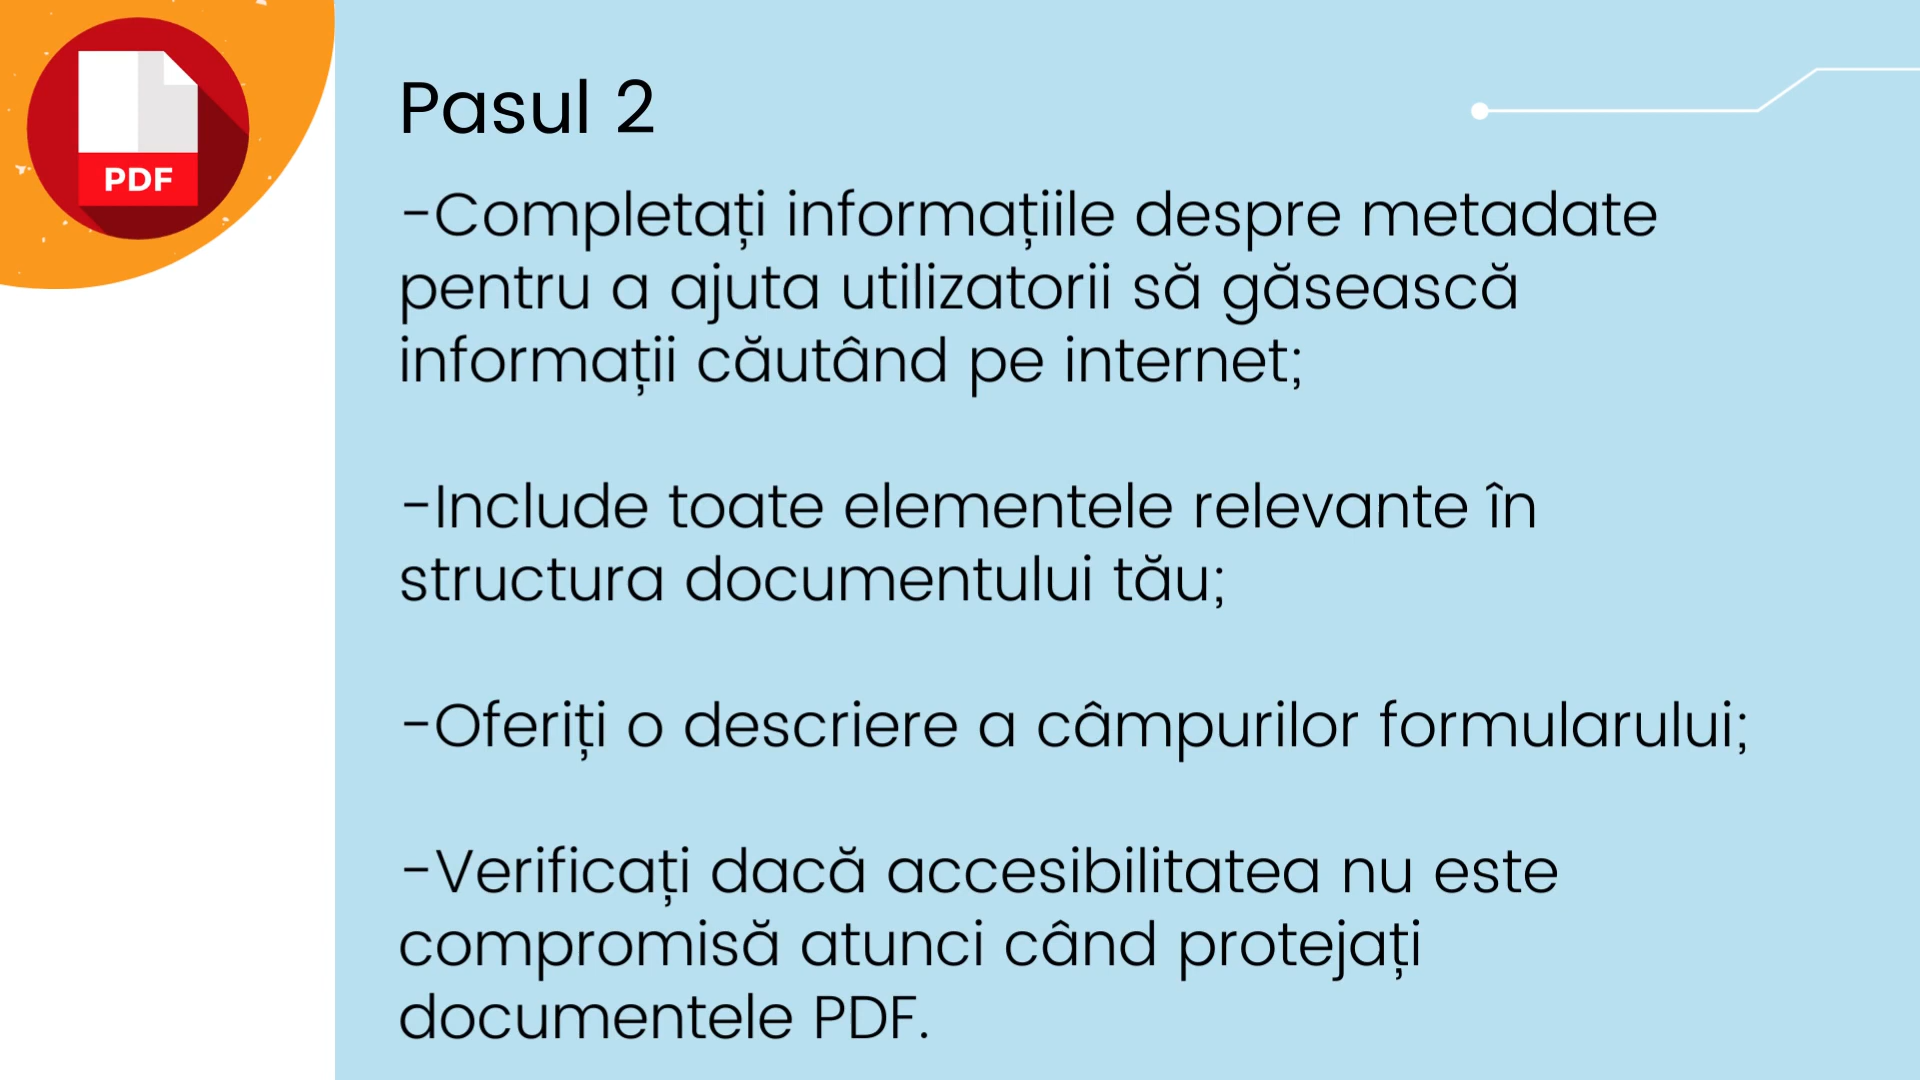 PDF
Pasul 2
-Completați informațiile despre metadate
pentru a ajuta utilizatorii să găsească
informații căutând pe internet;
-Include toate elementele relevante în
structura documentului tău;
-Oferiți o descriere a câmpurilor formularului;
-Verificați dacă accesibilitatea nu este
compromisă atunci când protejați
documentele PDF.